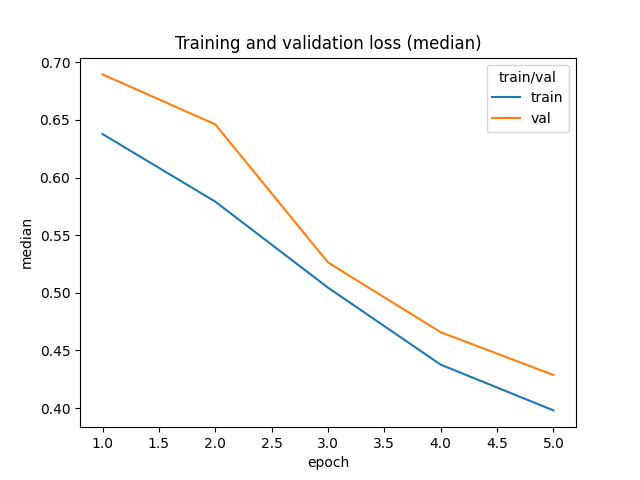 Training and validation loss (median)
train/val
train
val
0.70
0.65
0.60
0.55
0.50
0.45
0.40
median
1.0 1.5 2.0 2.5 3.0 3.5 4.0 4.5 5.0
epoch